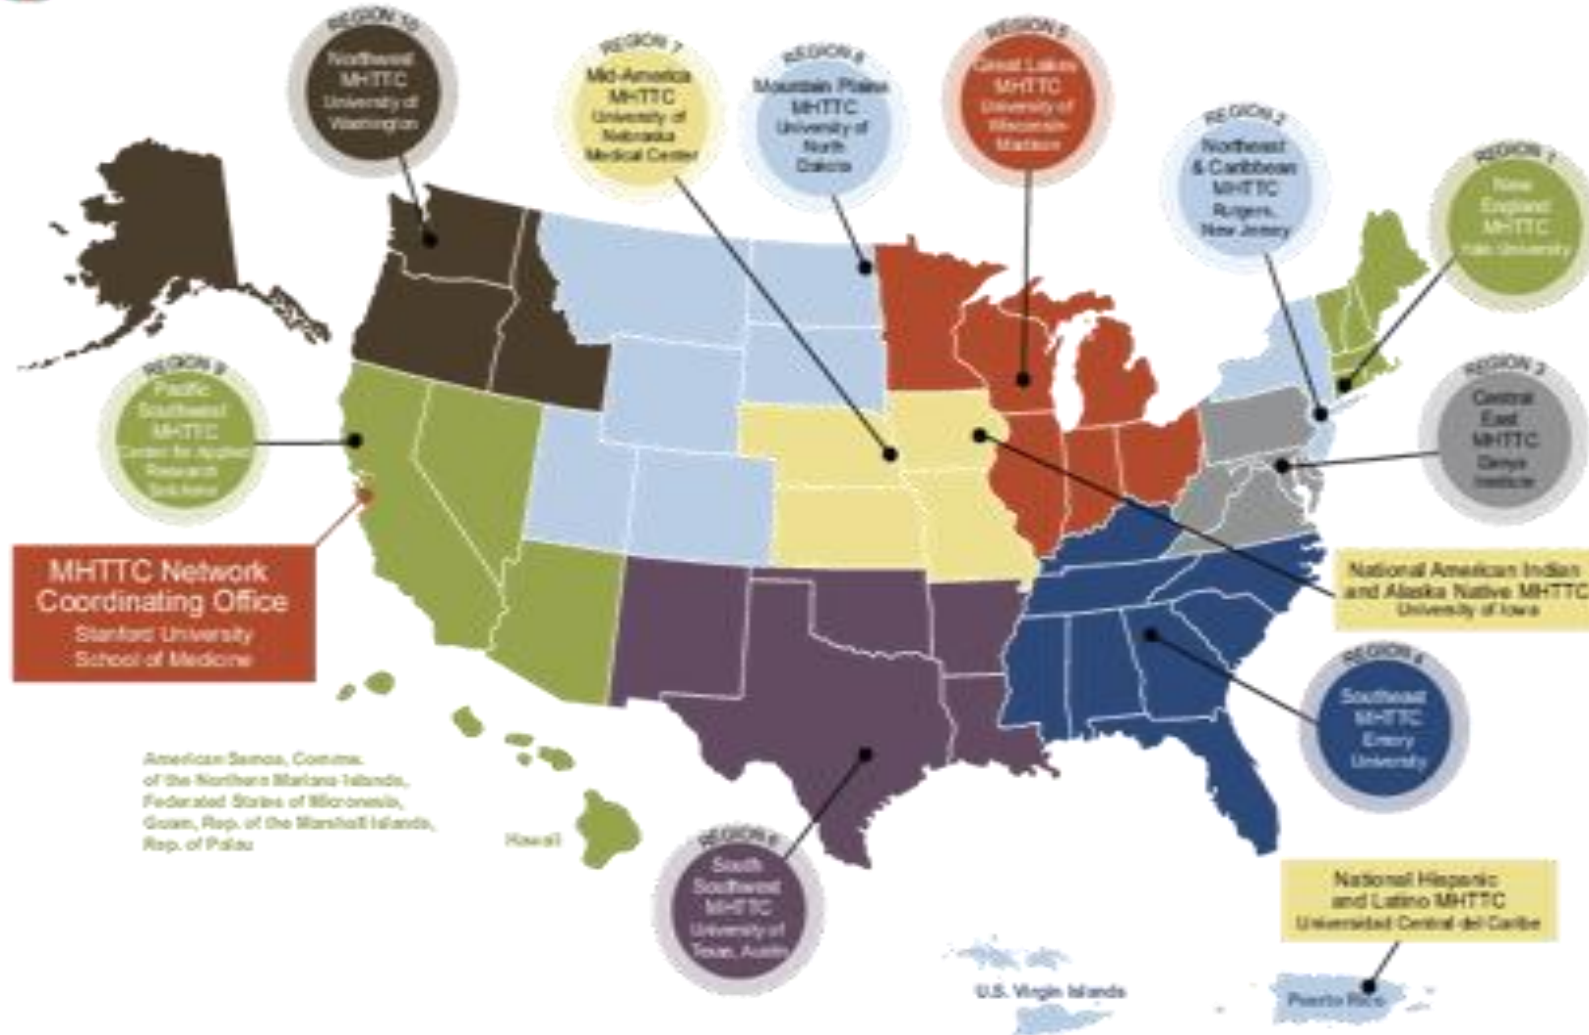 REGION 10
Northwest
MHTTC
University of
Washington
REGION 7
Mid-America
MHTTC
University of
Nebraska
Medical Center
REGION 8
Mountain Plains
MHTTC
University of
North
Dakota
REGION 5
Great Lakes
MHTTC
University of
Wisconsin-
Madison
REGION 2
Northeast
& Caribbean
MHTTC
Rutgers,
New Jersey
REGION 1
New
England
MHTTC
Yale University
REGION 9
Pacific
Southwest
MHTTC
Center for Applied
Research
Solutions
REGION 3
Central
East
MHTTC
Danya
Institute
MHTTC Network
Coordinating Office
Stanford University
School of Medicine
National American Indian
and Alaska Native MHTTC
University of Iowa
REGION 4
Southeast
MHTTC
Emory
University
American Samoa, Comms.
of the Northern Mariana Islands,
Federated States of Micronesia,
Guam, Rep. of the Marshall Islands,
Rep. of Palau
Hawaii
REGION 6
South
Southwest
MHTTC
University of
Texas, Austin
National Hispanic
and Latino MHTTC
Universidad Central del Caribe
U.S. Virgin Islands
Puerto Rico